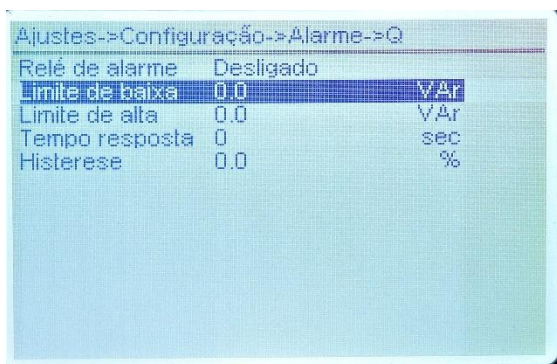 Ajustes->Configuração->Alarme->Q
Relé de alarme Desligado
Limite de baixa 0.0 VAr
Limite de alta 0.0 VAr
Tempo resposta 0 sec
Histerese 0.0 %